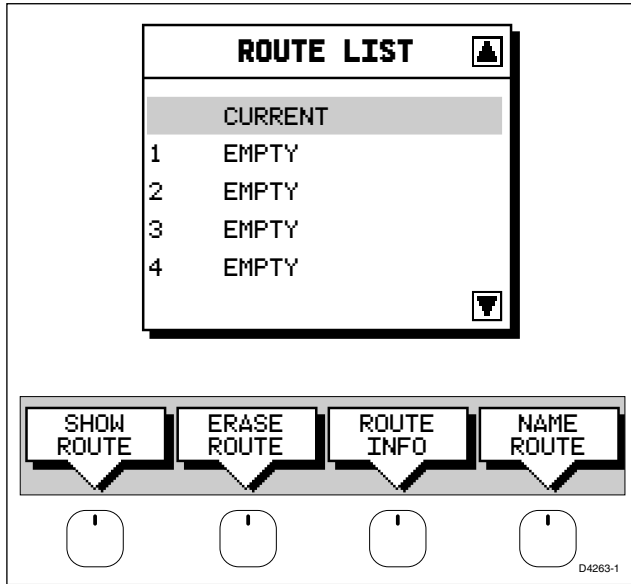 ROUTE LIST
CURRENT
1 EMPTY
2 EMPTY
3 EMPTY
4 EMPTY
SHOW ROUTE
ERASE ROUTE
ROUTE INFO
NAME ROUTE
D4263-1